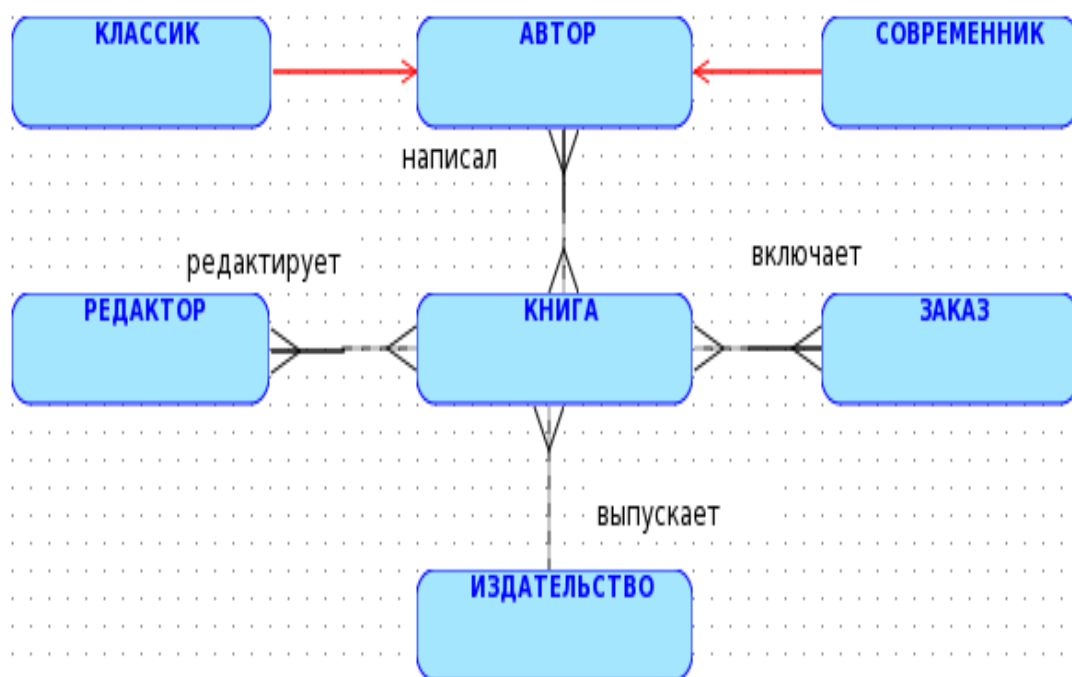 КЛАССИК
АВТОР
СОВРЕМЕННИК
написал
редактирует
включает
РЕДАКТОР
КНИГА
ЗАКАЗ
выпускает
ИЗДАТЕЛЬСТВО